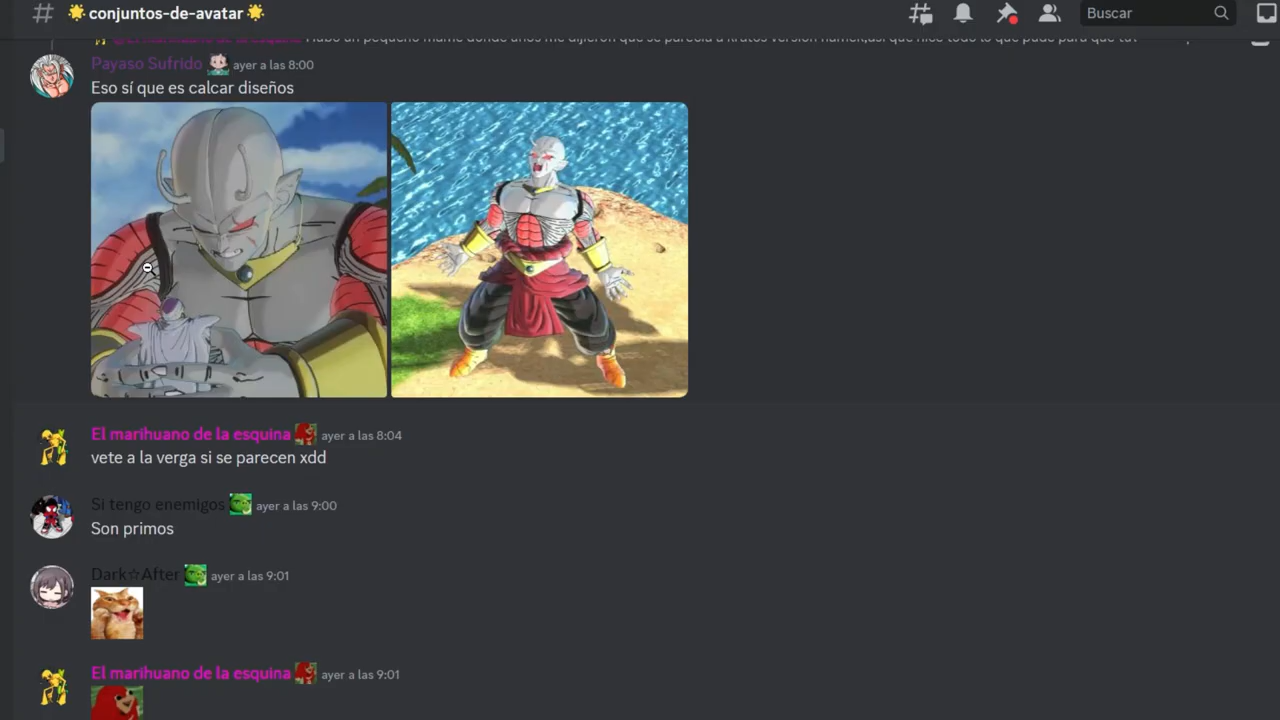 🌟 conjuntos-de-avatar 🌟
Buscar
Payaso Sufrido ayer a las 8:00
Eso sí que es calcar diseños
El marihuano de la esquina ayer a las 8:04
vete a la verga si se parecen xdd
Si tengo enemigos ayer a las 9:00
Son primos
Dark☆After ayer a las 9:01
El marihuano de la esquina ayer a las 9:01